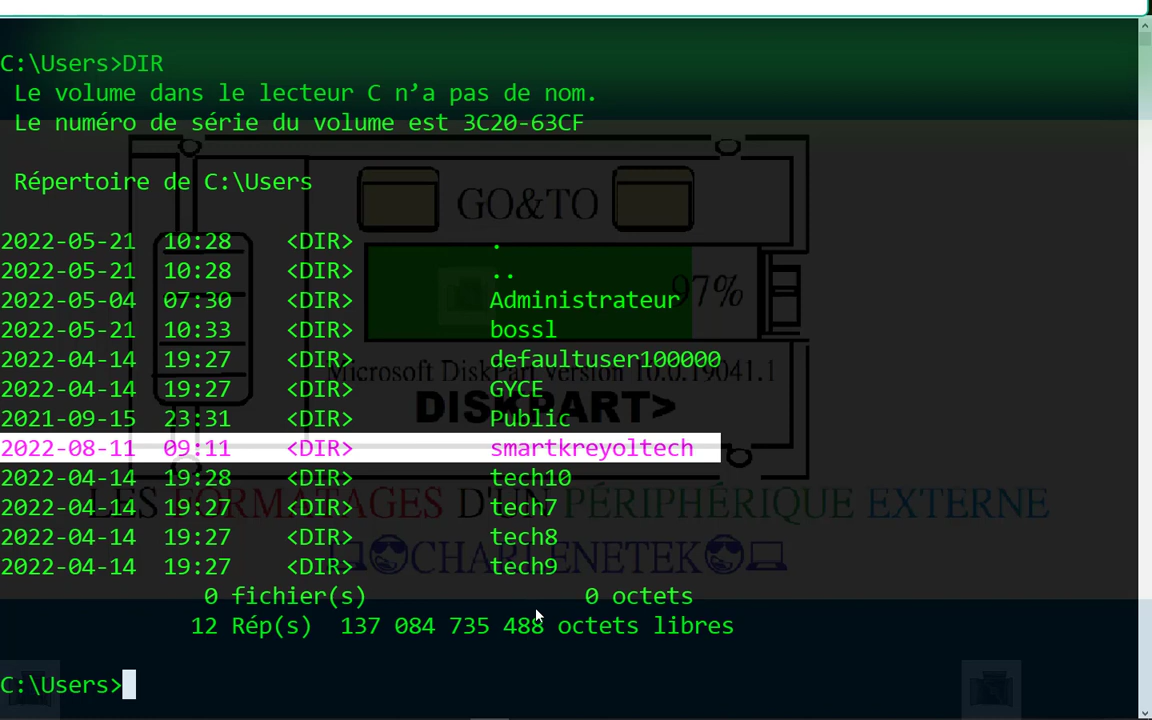 C:\Users>DIR
Le volume dans le lecteur C n’a pas de nom.
Le numéro de série du volume est 3C20-63CF
Répertoire de C:\Users
GO&TO
2022-05-21 10:28 <DIR> .
2022-05-21 10:28 <DIR> ..
2022-05-04 07:30 <DIR> Administrateur
97%
2022-05-21 10:33 <DIR> bossl
2022-04-14 19:27 <DIR> defaultuser100000
Microsoft DiskPart version 10.0.19041.1
2022-04-14 19:27 <DIR> GYCE
DISKPART>
2021-09-15 23:31 <DIR> Public
2022-08-11 09:11 <DIR> smartkreyoltech
2022-04-14 19:28 <DIR> tech10
LES FORMATAGES D'UN PÉRIPHÉRIQUE EXTERNE
2022-04-14 19:27 <DIR> tech7
2022-04-14 19:27 <DIR> tech8
CHARLENETEK
2022-04-14 19:27 <DIR> tech9
0 fichier(s) 0 octets
12 Rép(s) 137 084 735 488 octets libres
C:\Users>